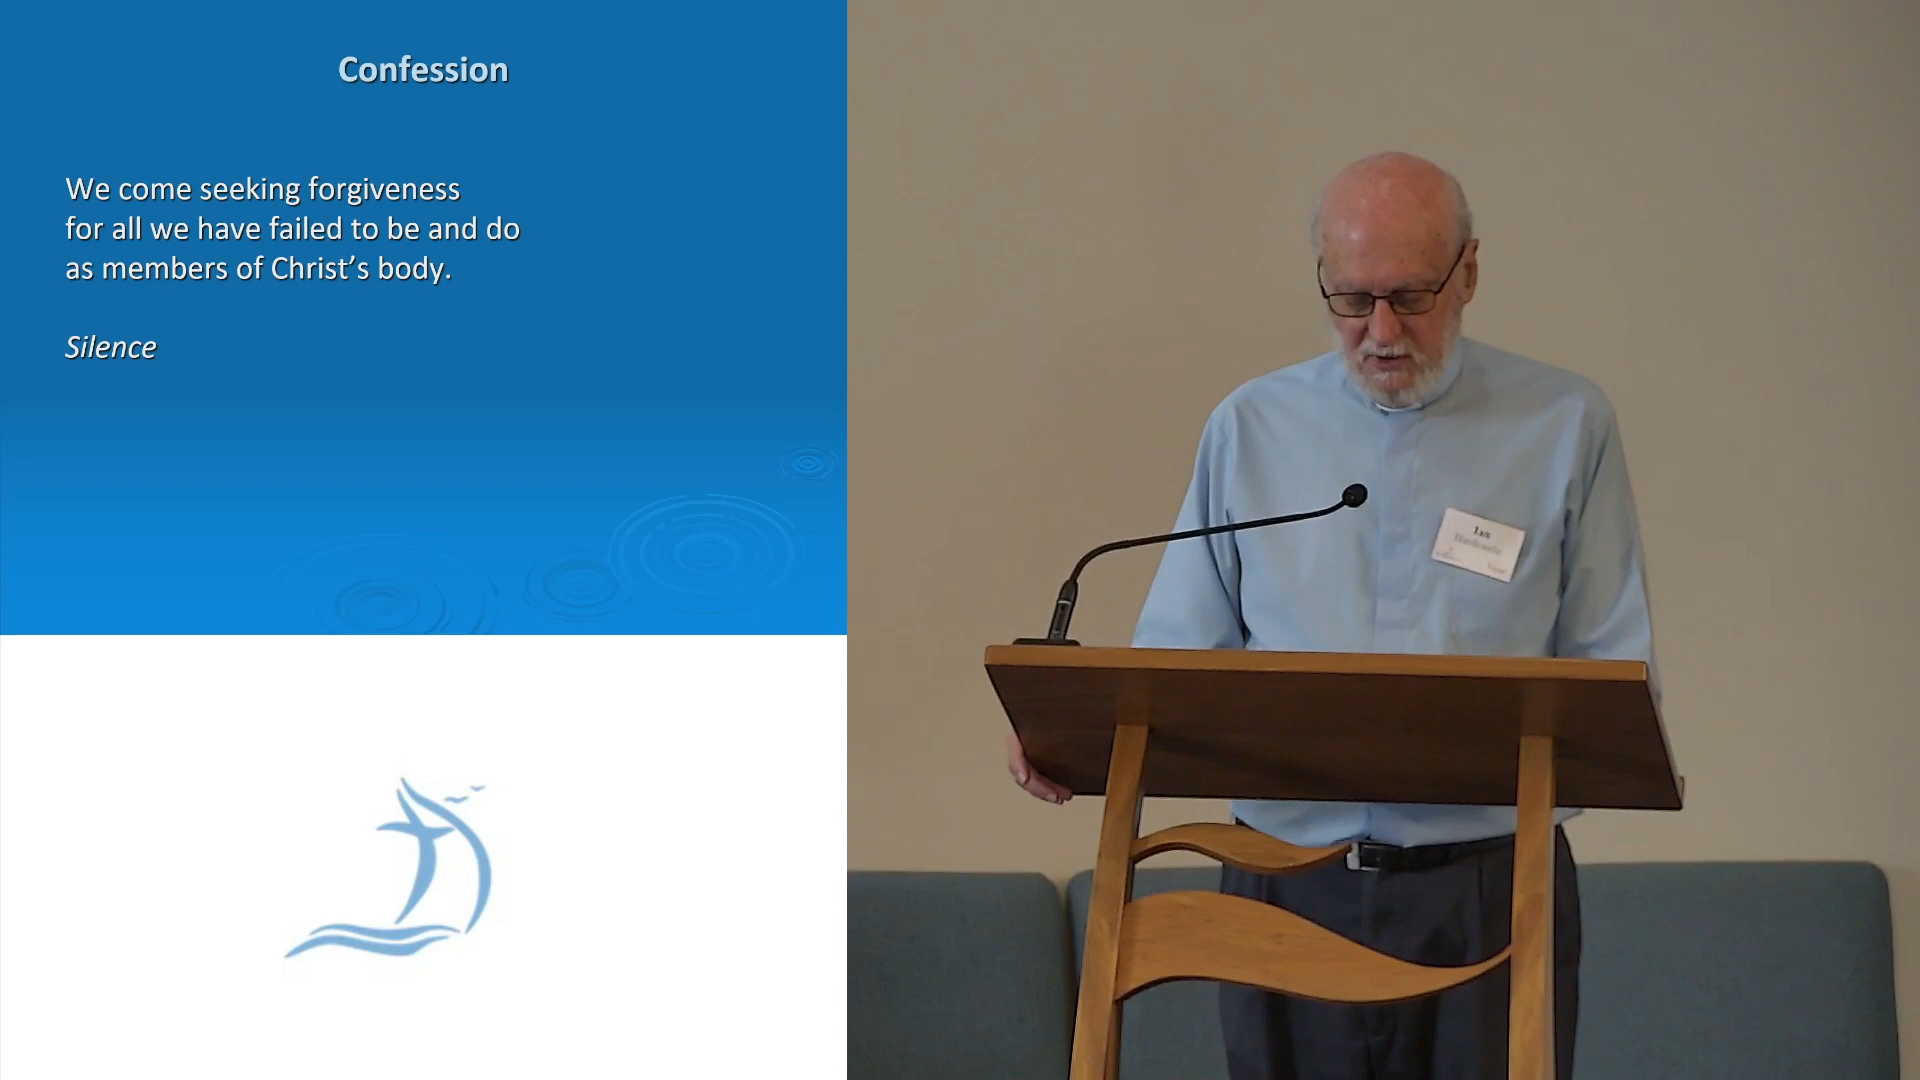 Confession
We come seeking forgiveness
for all we have failed to be and do
as members of Christ’s body.
Silence
Ian